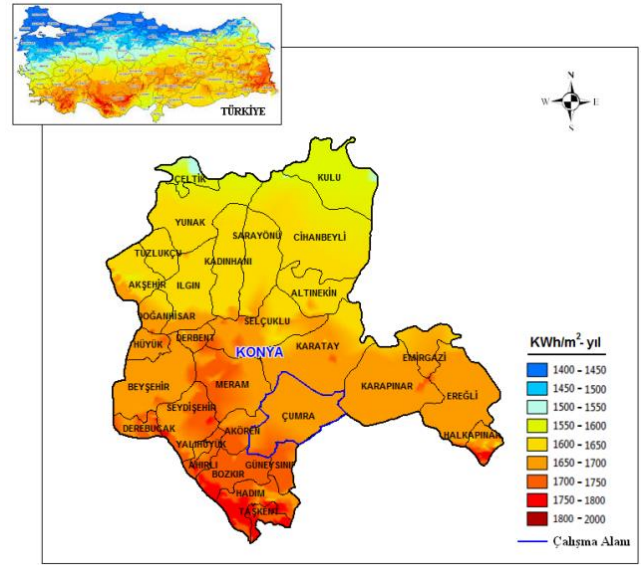 TÜRKİYE
N
W E
S
ÇELTİK
KULU
YUNAK
SARAYÖNÜ
CİHANBEYLİ
TUZLUKÇU
KADINHANI
AKŞEHİR
ILGIN
ALTINEKİN
DOĞANHİSAR
SELÇUKLU
DERBENT
HÜYÜK
KONYA
KARATAY
EMİRGAZİ
BEYŞEHİR
MERAM
KARAPINAR
EREĞLİ
SEYDİŞEHİR
ÇUMRA
DEREBUCAK
AKÖREN
HALKAPINAR
YALIHÜYÜK
AHIRLI
GÜNEYSINIR
BOZKIR
HADIM
TAŞKENT
KWh/m²- yıl
1400 - 1450
1450 - 1500
1500 - 1550
1550 - 1600
1600 - 1650
1650 - 1700
1700 - 1750
1750 - 1800
1800 - 2000
Çalışma Alanı